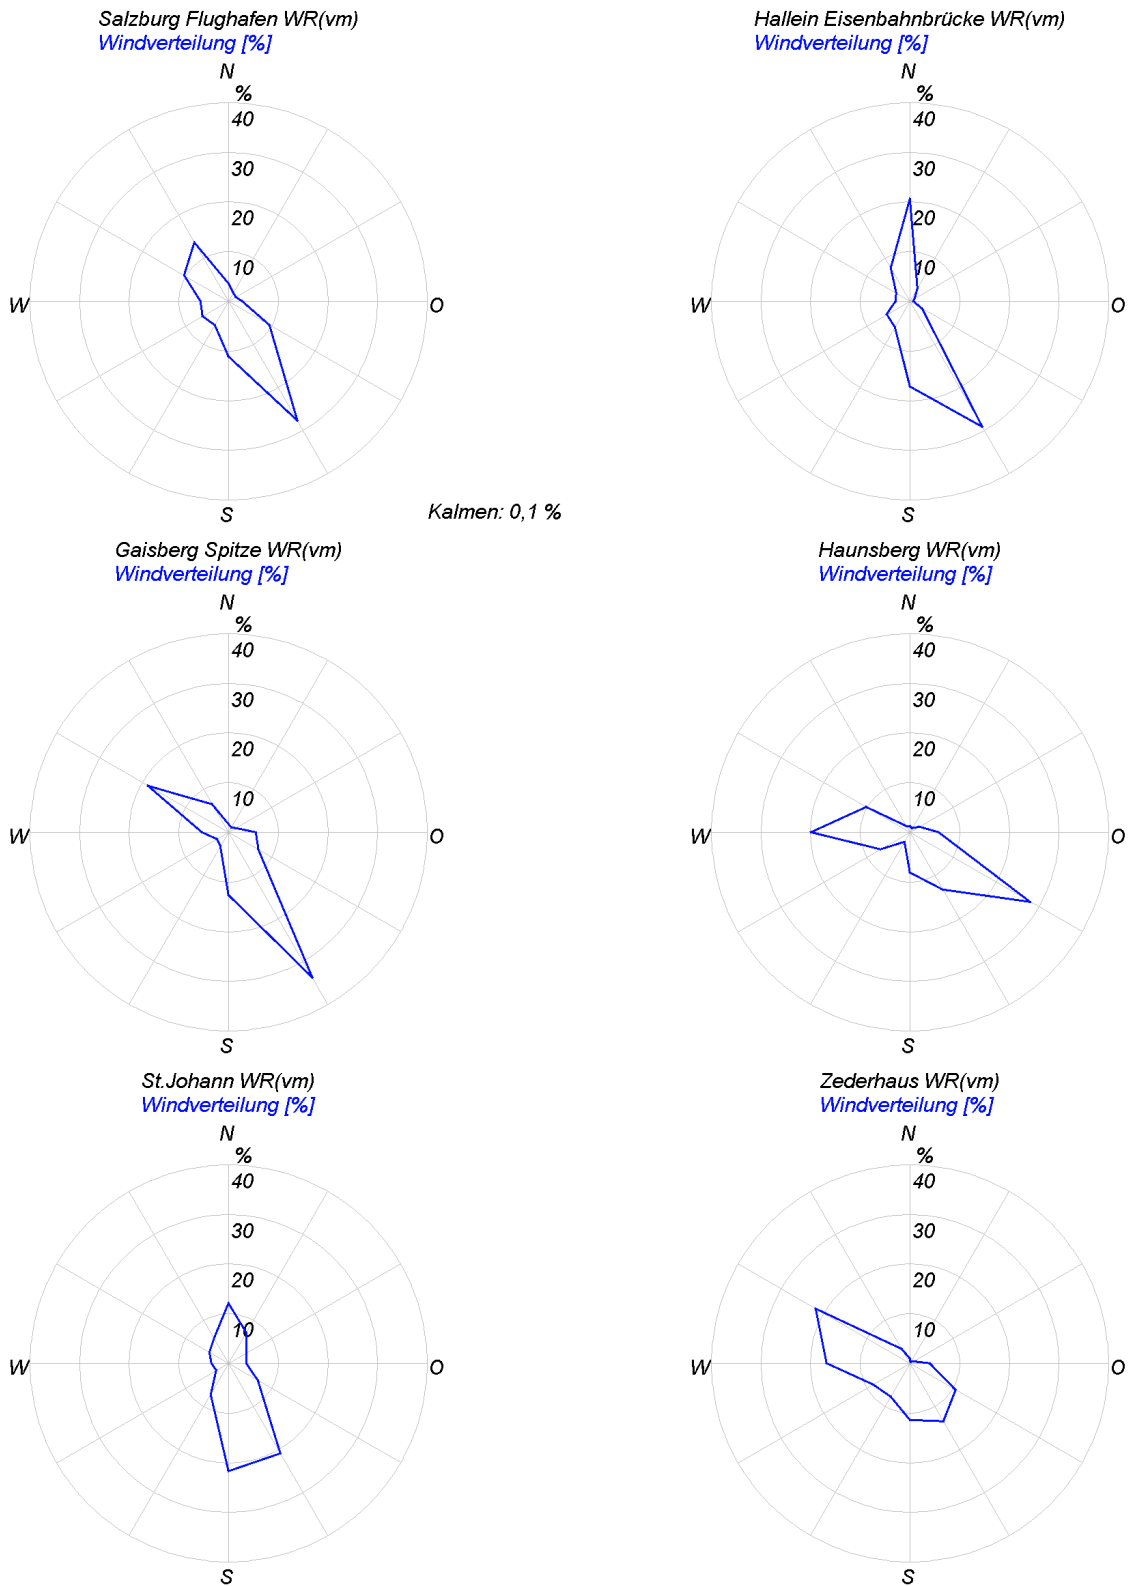 Salzburg Flughafen WR(vm)
Windverteilung [%]
N
%
40
30
20
10
W
O
S
Kalmen: 0,1 %
Hallein Eisenbahnbrücke WR(vm)
Windverteilung [%]
N
%
40
30
20
10
W
O
S
Gaisberg Spitze WR(vm)
Windverteilung [%]
N
%
40
30
20
10
W
O
S
Haunsberg WR(vm)
Windverteilung [%]
N
%
40
30
20
10
W
O
S
St.Johann WR(vm)
Windverteilung [%]
N
%
40
30
20
10
W
O
S
Zederhaus WR(vm)
Windverteilung [%]
N
%
40
30
20
10
W
O
S